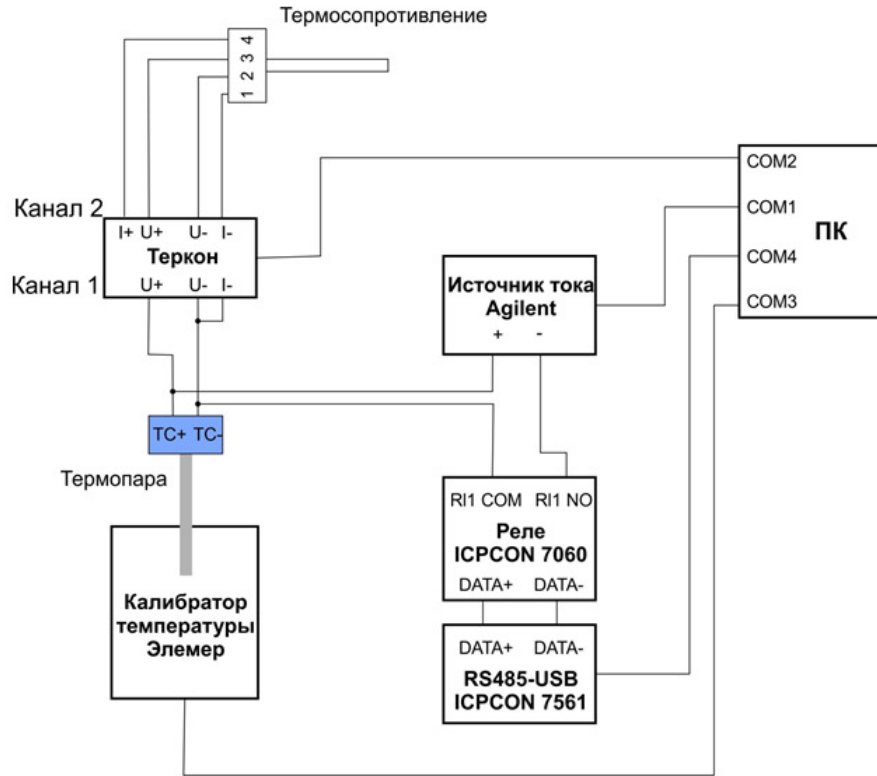 Термосопротивление
1 2 3 4
Канал 2
I+ U+ U- I-
Теркон
Канал 1
U+ U- I-
COM2
COM1
ПК
COM4
COM3
Источник тока
Agilent
+ -
TC+ TC-
Термопара
RI1 COM RI1 NO
Реле
ICPCON 7060
DATA+ DATA-
DATA+ DATA-
RS485-USB
ICPCON 7561
Калибратор
температуры
Элемер